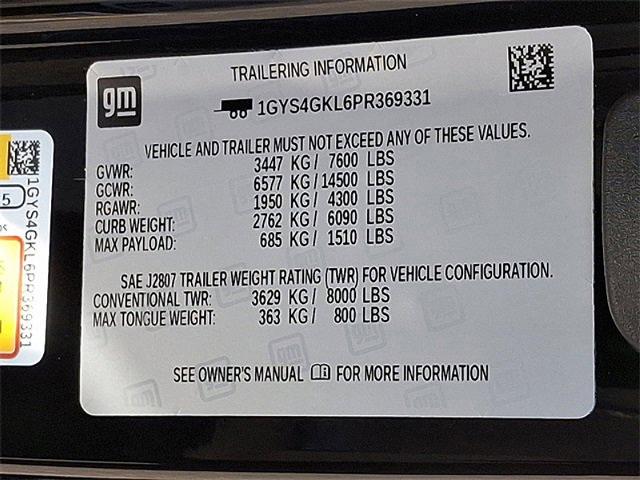 gm
TRAILERING INFORMATION
1GYS4GKL6PR369331
VEHICLE AND TRAILER MUST NOT EXCEED ANY OF THESE VALUES.
GVWR: 3447 KG / 7600 LBS
GCWR: 6577 KG / 14500 LBS
RGAWR: 1950 KG / 4300 LBS
CURB WEIGHT: 2762 KG / 6090 LBS
MAX PAYLOAD: 685 KG / 1510 LBS
SAE J2807 TRAILER WEIGHT RATING (TWR) FOR VEHICLE CONFIGURATION.
CONVENTIONAL TWR: 3629 KG / 8000 LBS
MAX TONGUE WEIGHT: 363 KG / 800 LBS
SEE OWNER'S MANUAL FOR MORE INFORMATION
1GYS4GKL6PR369331
5